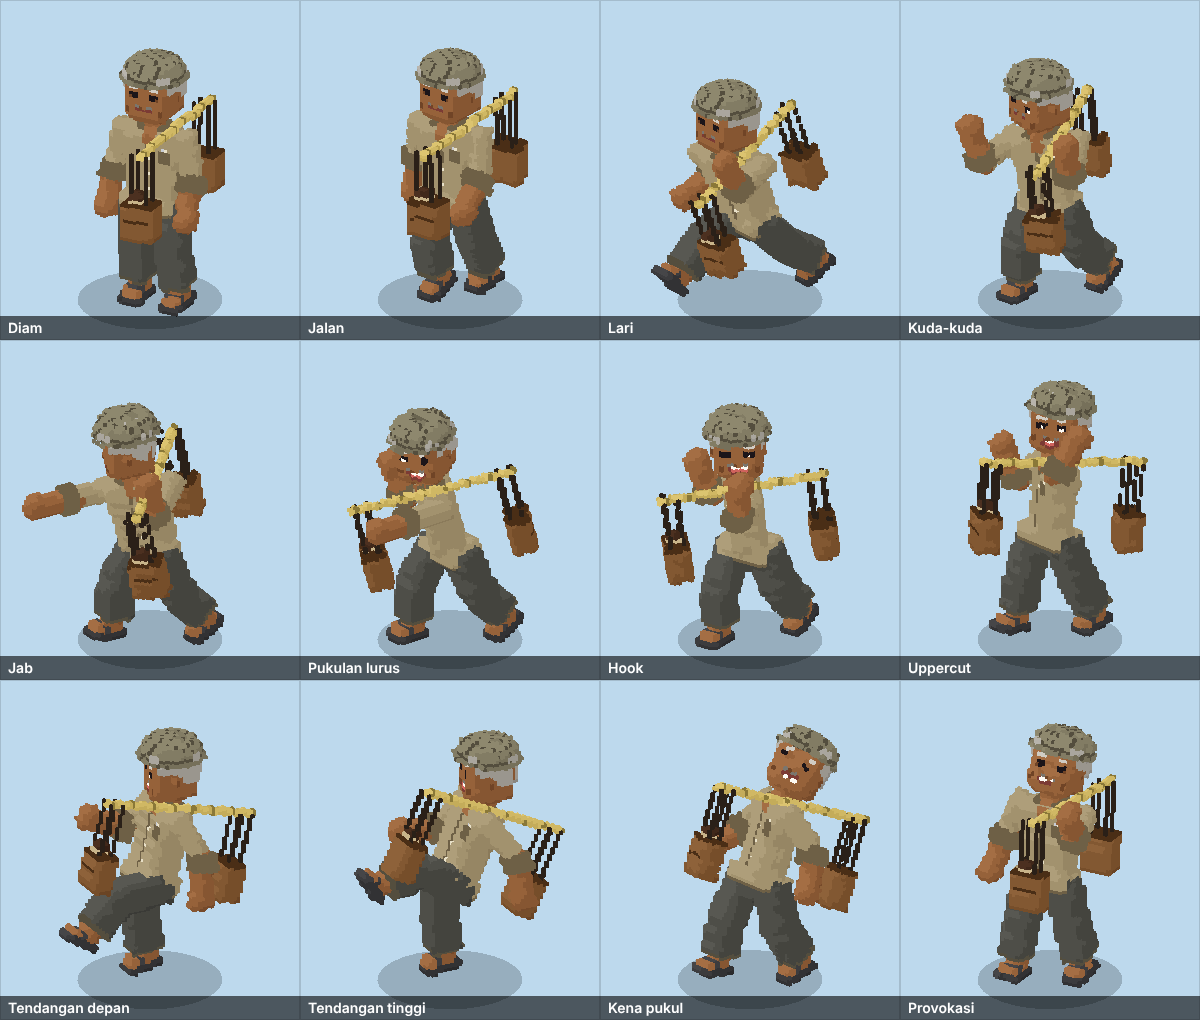 Diam
Jalan
Lari
Kuda-kuda
Jab
Pukulan lurus
Hook
Uppercut
Tendangan depan
Tendangan tinggi
Kena pukul
Provokasi